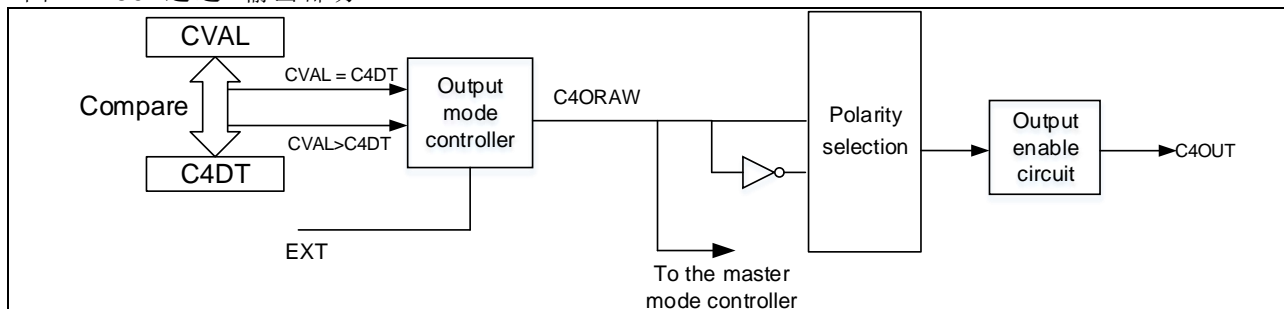 CVAL
Compare
C4DT
CVAL = C4DT
CVAL>C4DT
EXT
Output
mode
controller
C4ORAW
To the master
mode controller
Polarity
selection
Output
enable
circuit
C4OUT